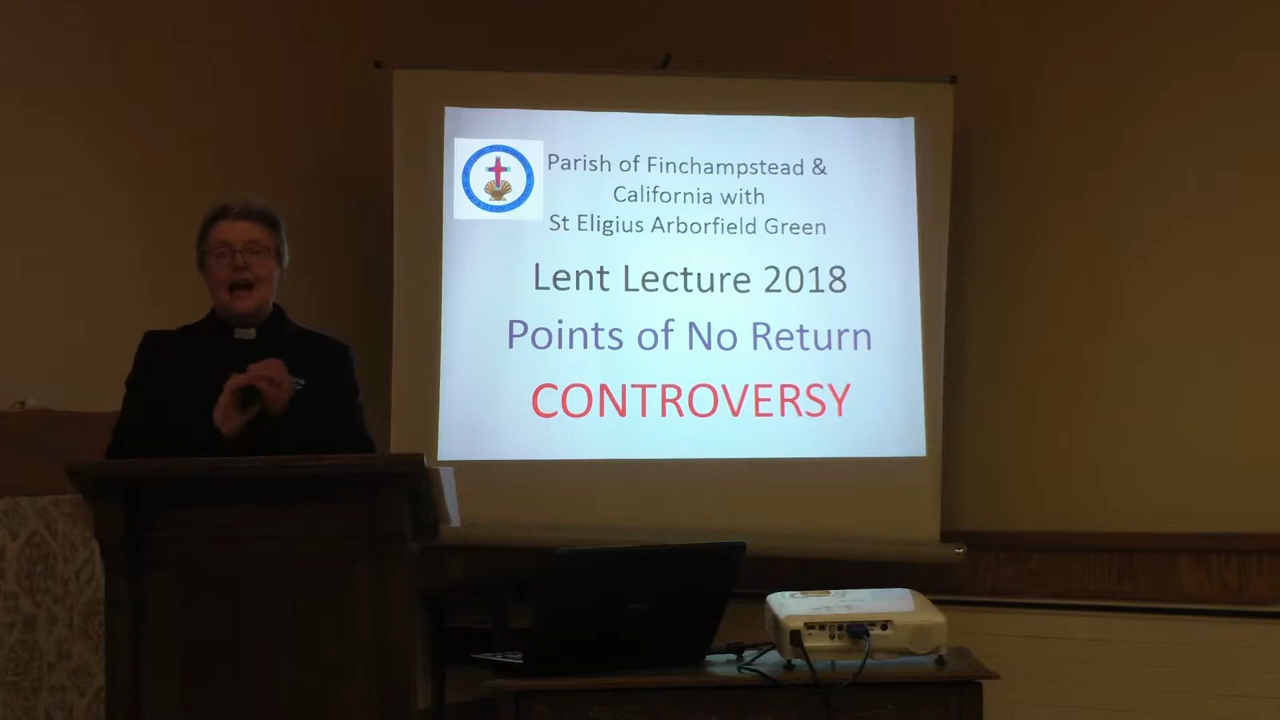 Parish of Finchampstead &
California with
St Eligius Arborfield Green
Lent Lecture 2018
Points of No Return
CONTROVERSY